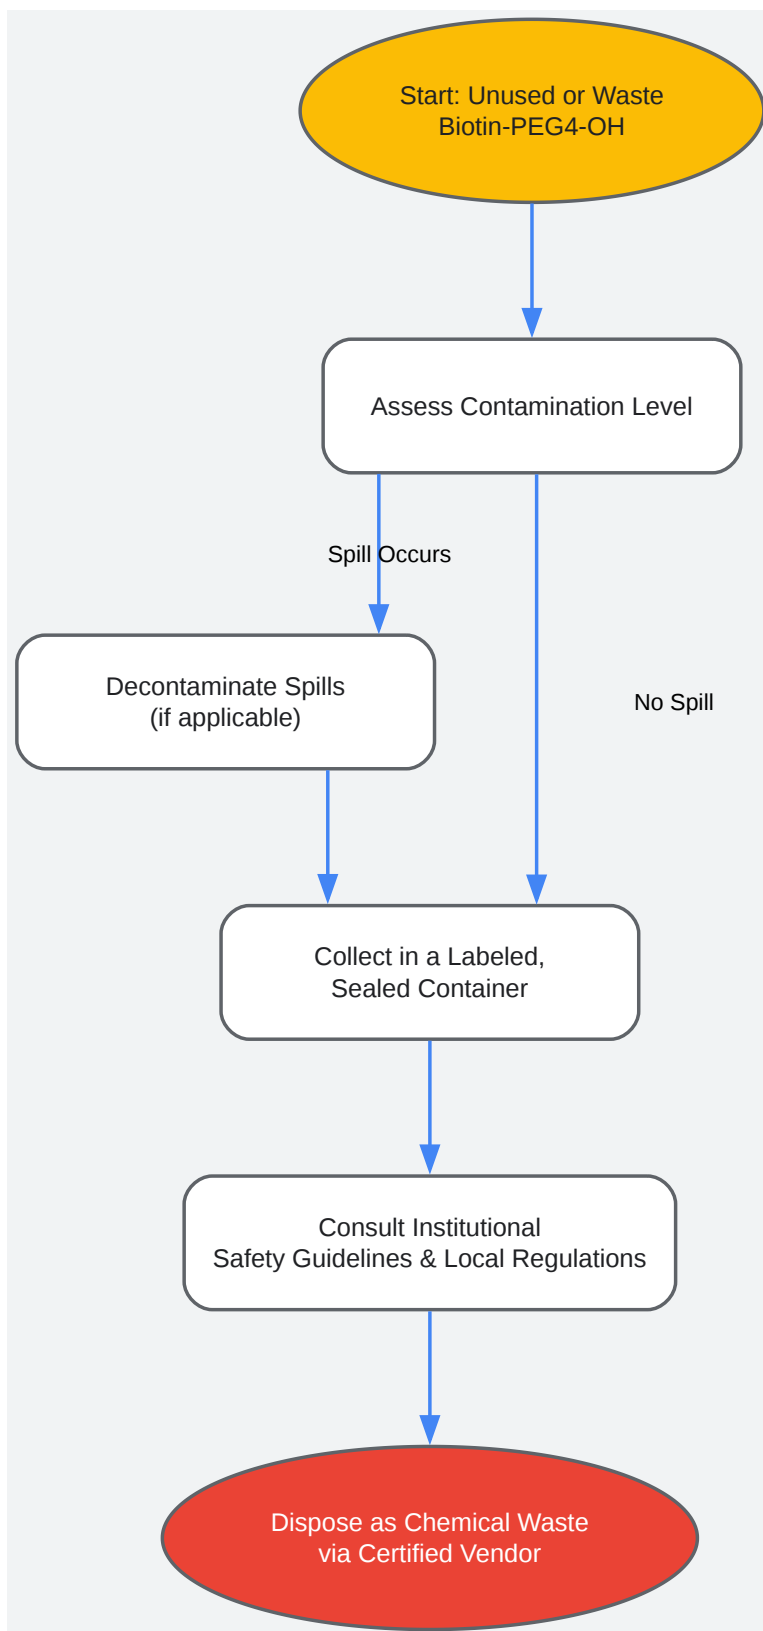 Start: Unused or Waste
Biotin-PEG4-OH
Assess Contamination Level
Spill Occurs
Decontaminate Spills
(if applicable)
No Spill
Collect in a Labeled,
Sealed Container
Consult Institutional
Safety Guidelines & Local Regulations
Dispose as Chemical Waste
via Certified Vendor